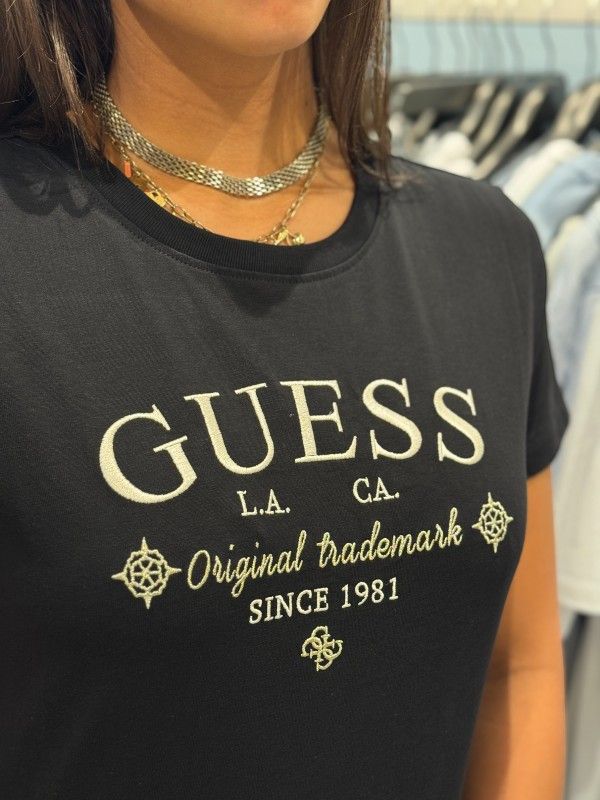 GUESS
L.A. CA.
Original trademark
SINCE 1981